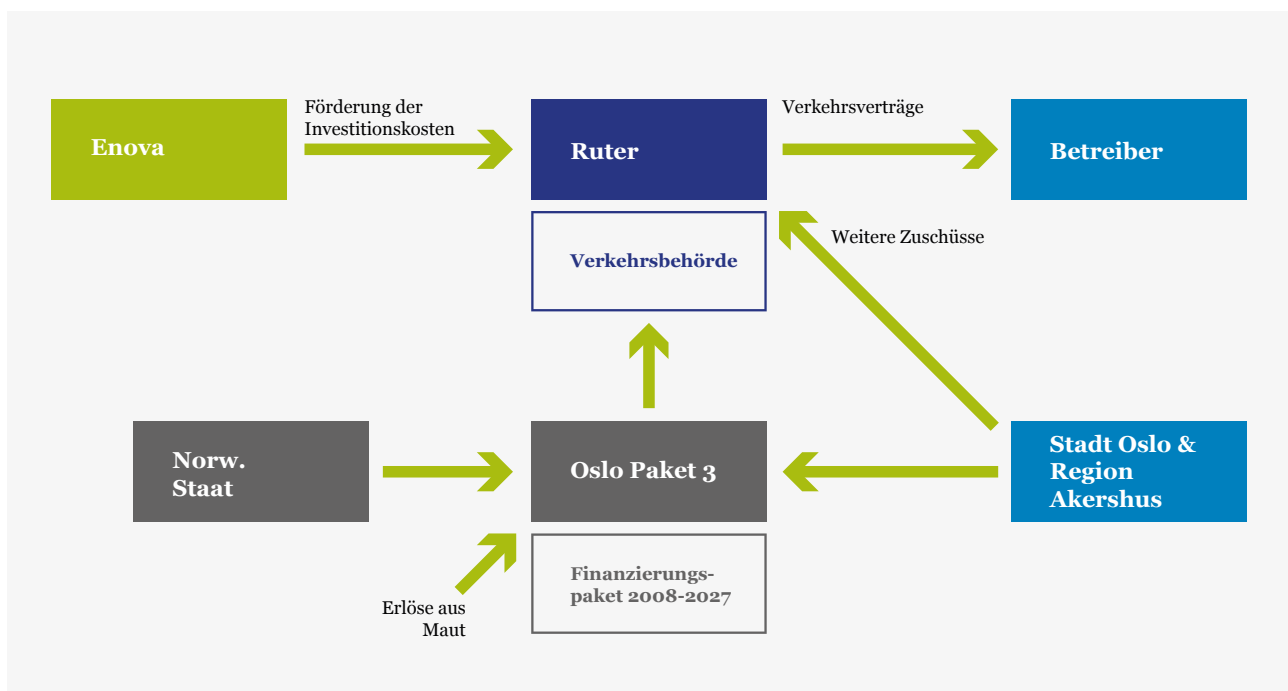 Förderung der
Investitionskosten
Verkehrsverträge
Enova
Ruter
Betreiber
Verkehrsbehörde
Weitere Zuschüsse
Norw.
Staat
Oslo Paket 3
Stadt Oslo &
Region
Akershus
Finanzierungs-
paket 2008-2027
Erlöse aus
Maut